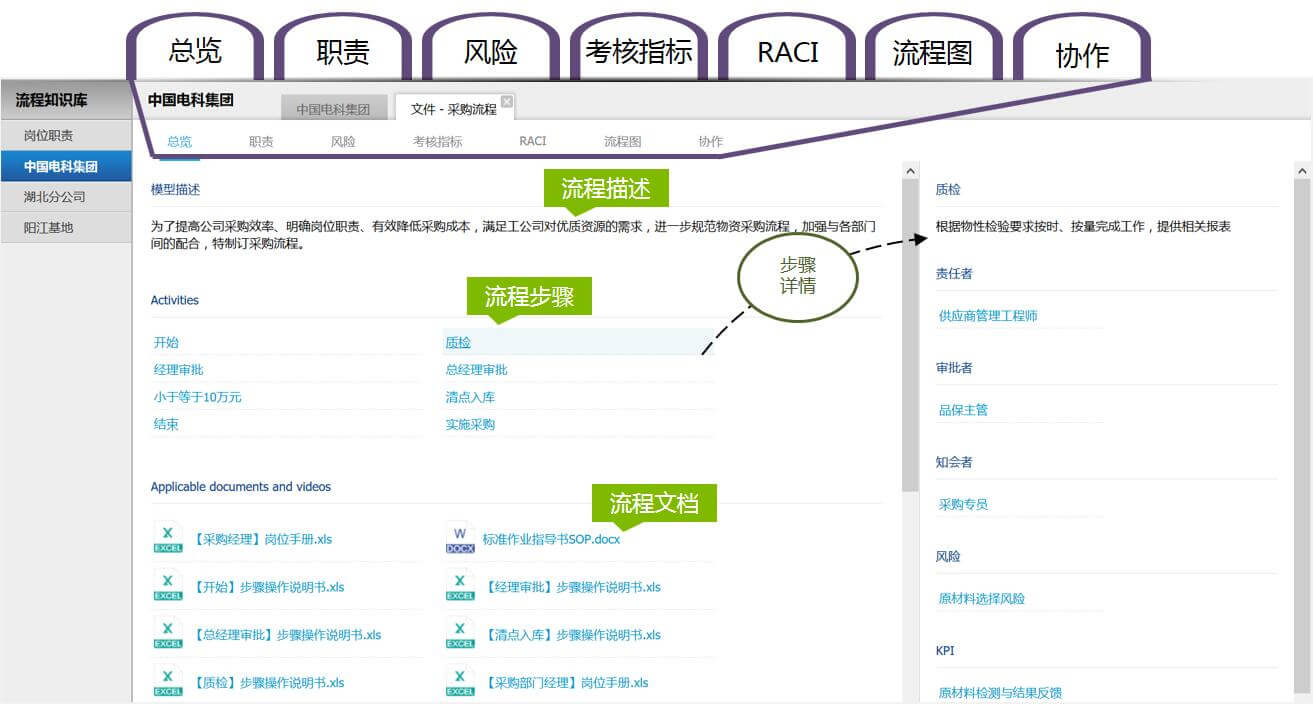 总览
职责
风险
考核指标
RACI
流程图
协作
流程知识库
岗位职责
中国电科集团
湖北分公司
阳江基地
中国电科集团
中国电科集团
文件 - 采购流程
总览
职责
风险
考核指标
RACI
流程图
协作
模型描述
流程描述
为了提高公司采购效率、明确岗位职责、有效降低采购成本，满足工公司对优质资源的需求，进一步规范物资采购流程，加强与各部门
间的配合，特制订采购流程。
Activities
流程步骤
步骤
详情
开始
质检
经理审批
总经理审批
小于等于10万元
清点入库
结束
实施采购
Applicable documents and videos
流程文档
X
EXCEL
【采购经理】岗位手册.xls
W
DOCX
标准作业指导书SOP.docx
X
EXCEL
【开始】步骤操作说明书.xls
X
EXCEL
【经理审批】步骤操作说明书.xls
X
EXCEL
【总经理审批】步骤操作说明书.xls
X
EXCEL
【清点入库】步骤操作说明书.xls
X
EXCEL
【质检】步骤操作说明书.xls
X
EXCEL
【采购部门经理】岗位手册.xls
质检
根据物性检验要求按时、按量完成工作，提供相关报表
责任者
供应商管理工程师
审批者
品保主管
知会者
采购专员
风险
原材料选择风险
KPI
原材料检测与结果反馈